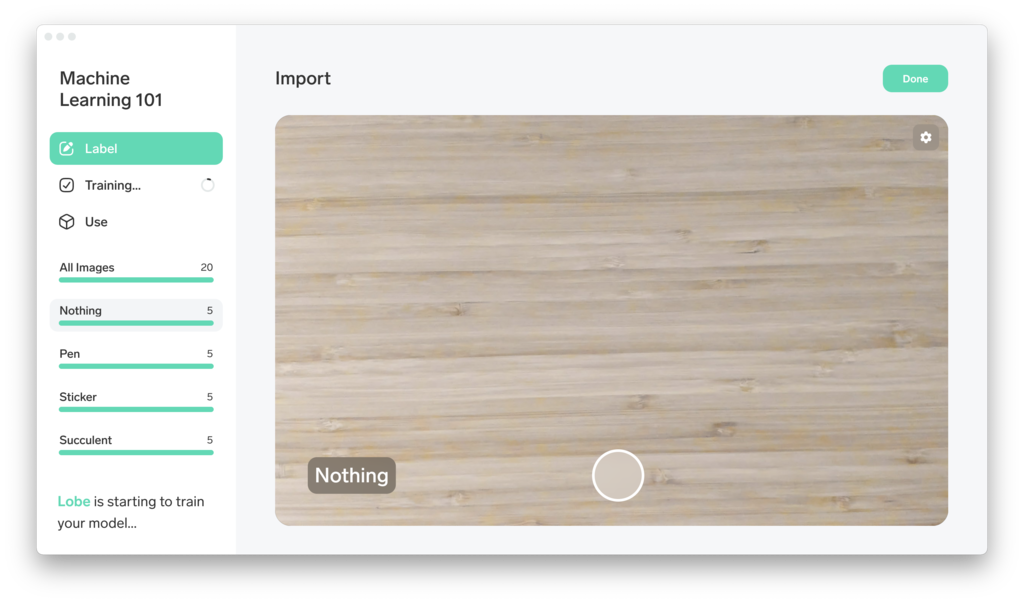 Machine
Learning 101
Label
Training...
Use
All Images 20
Nothing 5
Pen 5
Sticker 5
Succulent 5
Lobe is starting to train
your model...
Import
Done
Nothing